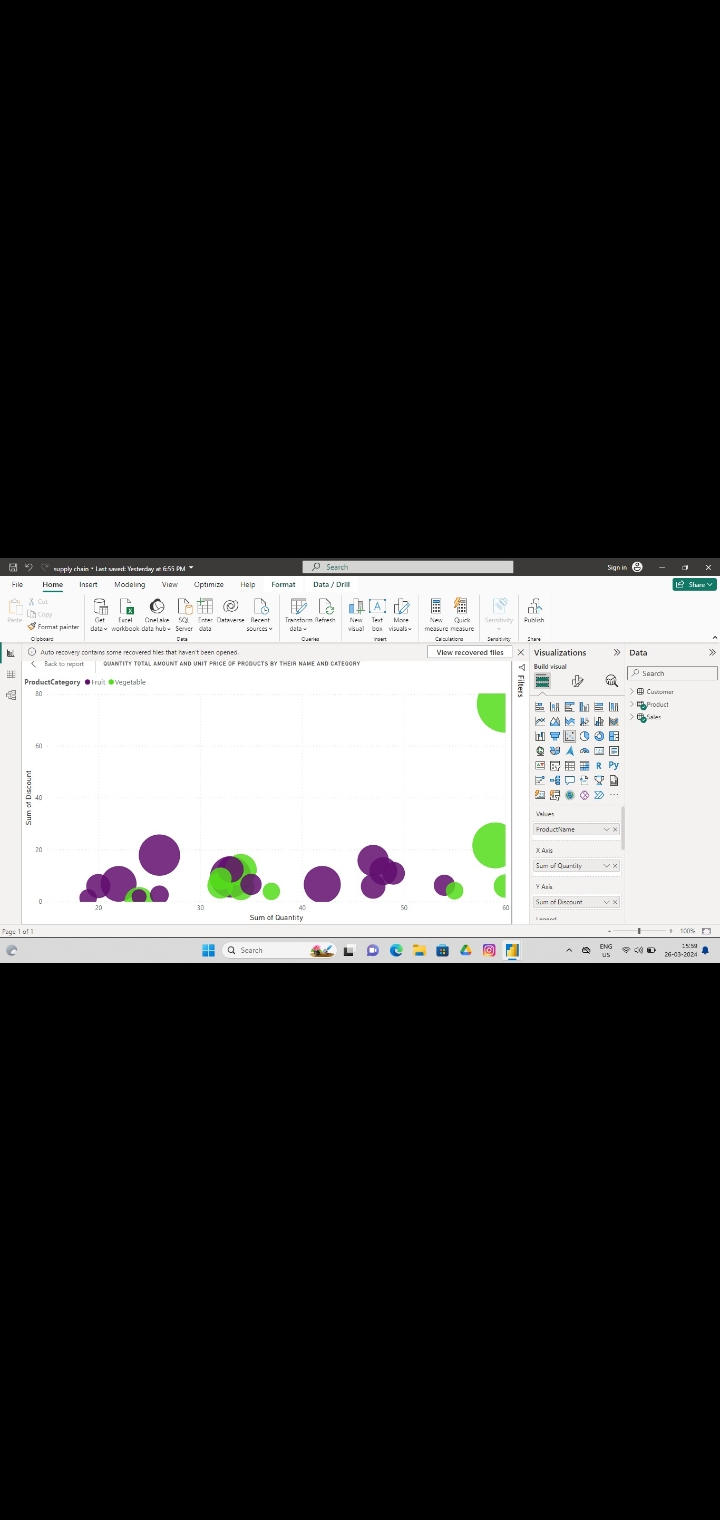 supply chain • Last saved: Yesterday at 6:55 PM
Search
Sign in
File Home Insert Modeling View Optimize Help Format Data / Drill
Share
Paste
Cut
Copy
Format painter
Get data
Excel workbook
OneLake data hub
SQL Server
Enter data
Dataverse
Recent sources
Transform data
Refresh
New visual
Text box
More visuals
New measure
Quick measure
Sensitivity
Publish
Clipboard Data Queries Insert Calculations Sensitivity Share
Auto recovery contains some recovered files that haven't been opened.
View recovered files
Back to report
QUANTITY TOTAL AMOUNT AND UNIT PRICE OF PRODUCTS BY THEIR NAME AND CATEGORY
ProductCategory Fruit Vegetable
80
60
40
20
0
Sum of Discount
20 30 40 50 60
Sum of Quantity
Filters
Visualizations
Build visual
R Py
Values
ProductName
X Axis
Sum of Quantity
Y Axis
Sum of Discount
Legend
Data
Search
Customer
Product
Sales
Page 1 of 1
100%
Search
ENG
US
15:59
26-03-2024